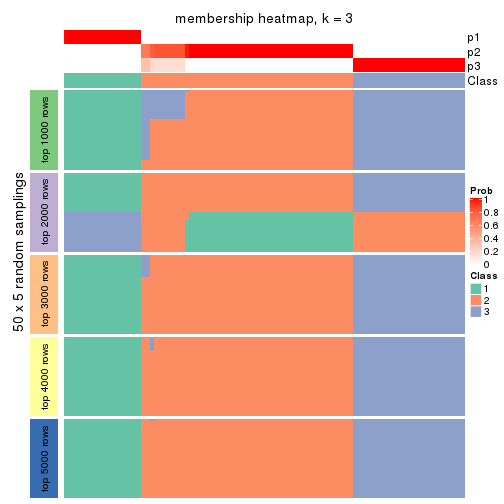 membership heatmap, k = 3
p1
p2
p3
Class
50 x 5 random samplings
top 1000 rows
top 2000 rows
top 3000 rows
top 4000 rows
top 5000 rows
Prob
1
0.8
0.6
0.4
0.2
0
Class
1
2
3